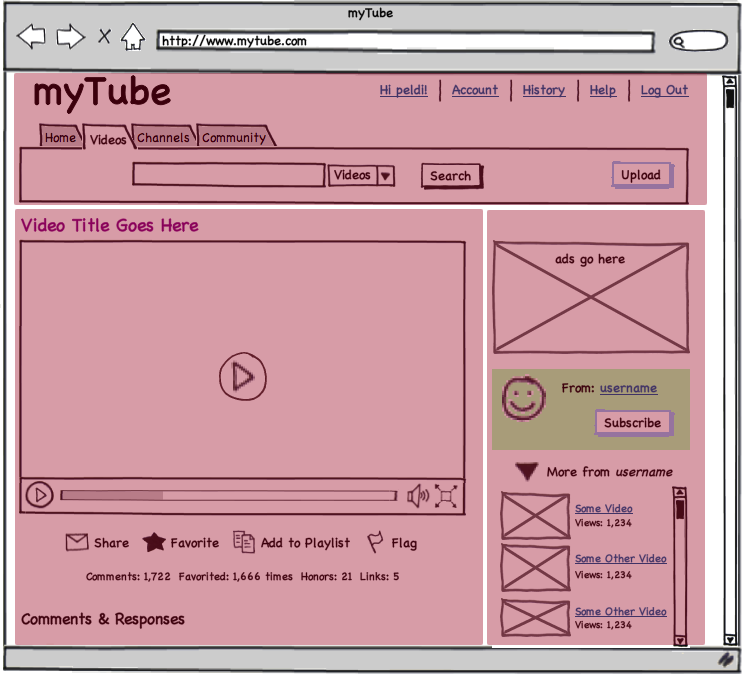 myTube
http://www.mytube.com
myTube
Hi peldi! Account History Help Log Out
Home Videos Channels Community
Videos Search Upload
Video Title Goes Here
ads go here
From: username
Subscribe
More from username
Some Video
Views: 1,234
Some Other Video
Views: 1,234
Some Other Video
Views: 1,234
Share Favorite Add to Playlist Flag
Comments: 1,722 Favorited: 1,666 times Honors: 21 Links: 5
Comments & Responses